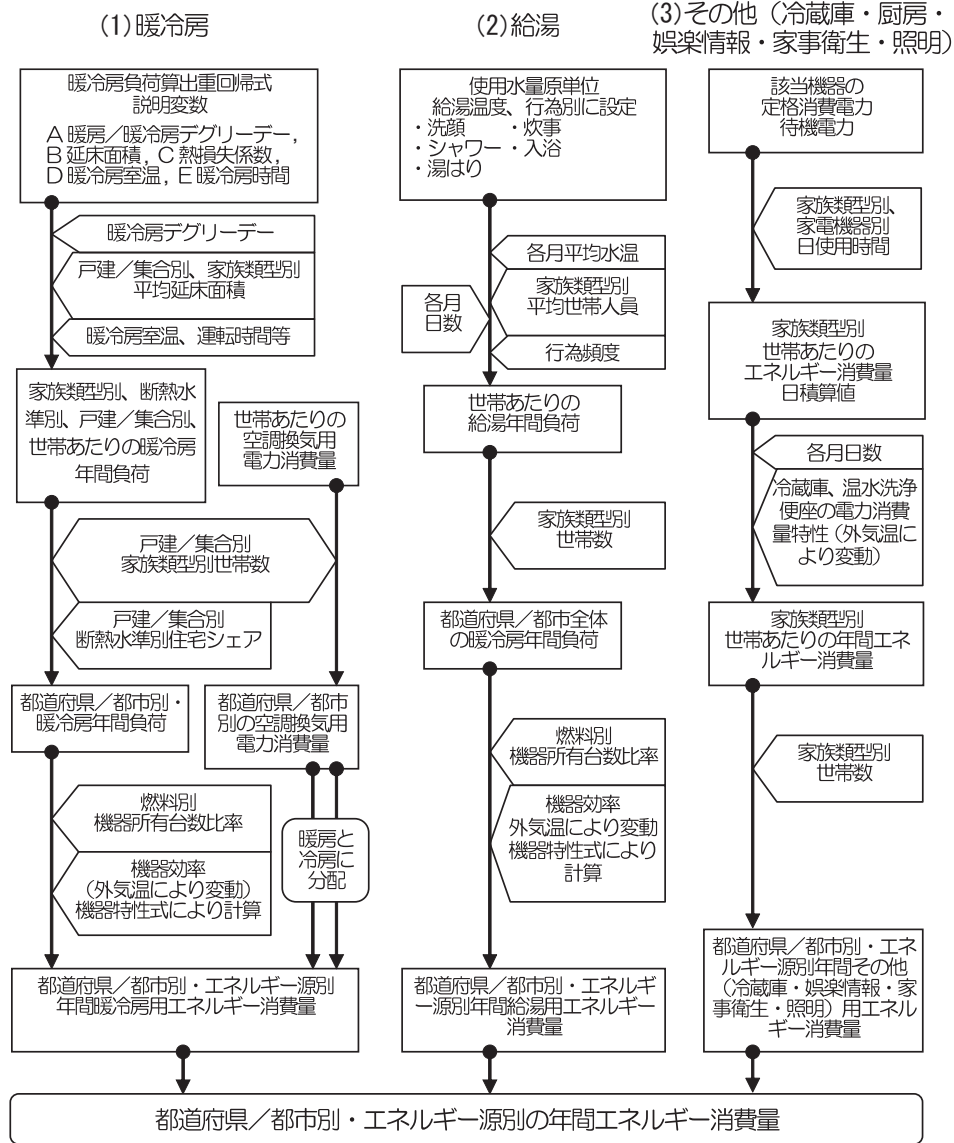 (1)暖冷房
暖冷房負荷算出重回帰式
説明変数
A 暖房／暖冷房デグリーデー，
B 延床面積，C 熱損失係数，
D 暖冷房室温，E 暖冷房時間
暖冷房デグリーデー
戸建／集合別、家族類型別
平均延床面積
暖冷房室温、運転時間等
家族類型別、断熱水
準別、戸建／集合別、
世帯あたりの暖冷房
年間負荷
世帯あたりの
空調換気用
電力消費量
戸建／集合別
家族類型別世帯数
戸建／集合別
断熱水準別住宅シェア
都道府県／都市別・
暖冷房年間負荷
都道府県／都市
別の空調換気用
電力消費量
燃料別
機器所有台数比率
機器効率
（外気温により変動）
機器特性式により計算
暖房と
冷房に
分配
都道府県／都市別・エネルギー源別
年間暖冷房用エネルギー消費量
(2)給湯
使用水量原単位
給湯温度、行為別に設定
・洗顔　・炊事
・シャワー・入浴
・湯はり
各月平均水温
家族類型別
平均世帯人員
行為頻度
各月
日数
世帯あたりの
給湯年間負荷
家族類型別
世帯数
都道府県／都市全体
の暖冷房年間負荷
燃料別
機器所有台数比率
機器効率
外気温により変動
機器特性式により
計算
都道府県／都市別・エネルギ
ー源別年間給湯用エネルギー
消費量
(3)その他（冷蔵庫・厨房・
娯楽情報・家事衛生・照明）
該当機器の
定格消費電力
待機電力
家族類型別、
家電機器別
日使用時間
家族類型別
世帯あたりの
エネルギー消費量
日積算値
各月日数
冷蔵庫、温水洗浄
便座の電力消費
量特性（外気温に
より変動）
家族類型別
世帯あたりの年間エネ
ルギー消費量
家族類型別
世帯数
都道府県／都市別・エネ
ルギー源別年間その他
（冷蔵庫・娯楽情報・家
事衛生・照明）用エネル
ギー消費量
都道府県／都市別・エネルギー源別の年間エネルギー消費量